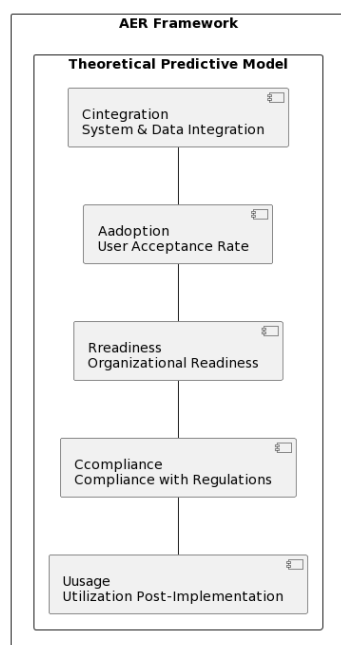 AER Framework
Theoretical Predictive Model
Cintegration
System & Data Integration
Aadoption
User Acceptance Rate
Rreadiness
Organizational Readiness
Ccompliance
Compliance with Regulations
Uusage
Utilization Post-Implementation